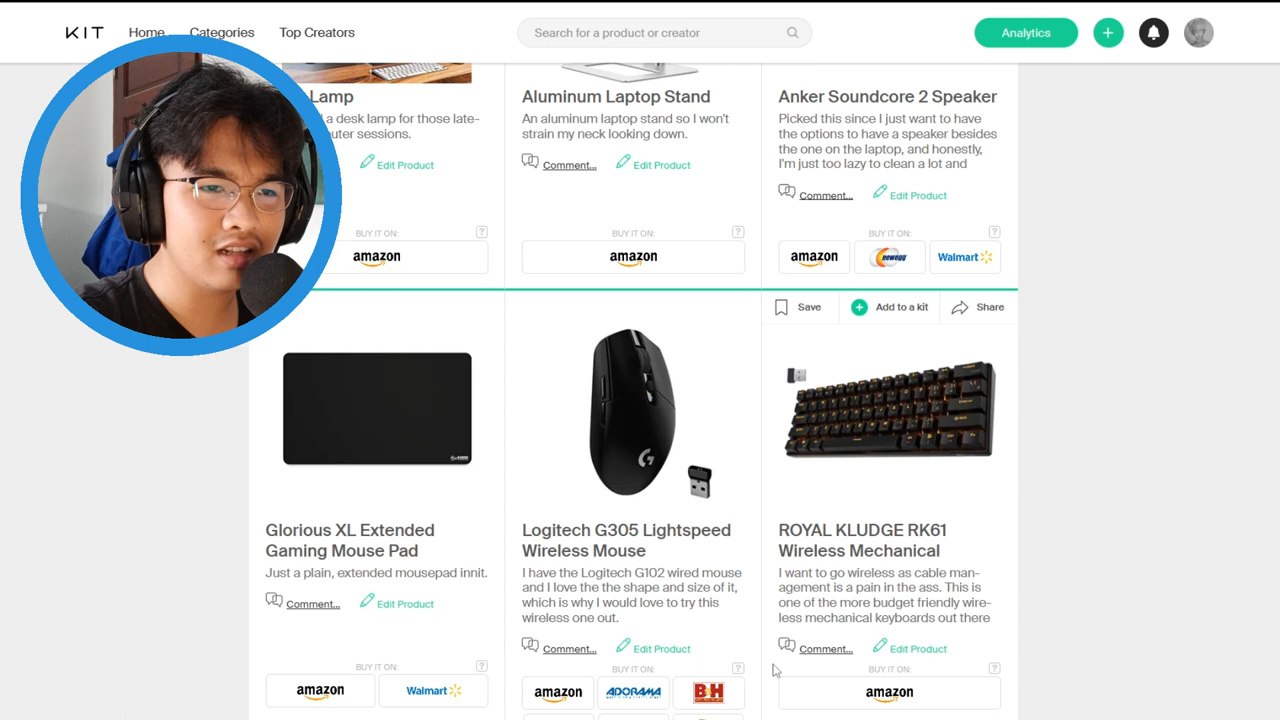 KIT
Home
Categories
Top Creators
Search for a product or creator
Analytics
Lamp
a desk lamp for those late-
sessions.
Edit Product
BUY IT ON:
amazon
Aluminum Laptop Stand
An aluminum laptop stand so I won't
strain my neck looking down.
Comment...
Edit Product
BUY IT ON:
amazon
Anker Soundcore 2 Speaker
Picked this since I just want to have
the options to have a speaker besides
the one on the laptop, and honestly,
I'm just too lazy to clean a lot and
Comment...
Edit Product
BUY IT ON:
amazon
newegg
Walmart
Save
Add to a kit
Share
Glorious XL Extended
Gaming Mouse Pad
Just a plain, extended mousepad innit.
Comment...
Edit Product
BUY IT ON:
amazon
Walmart
Logitech G305 Lightspeed
Wireless Mouse
I have the Logitech G102 wired mouse
and I love the the shape and size of it,
which is why I would love to try this
wireless one out.
Comment...
Edit Product
BUY IT ON:
amazon
ADORAMA
B&H
ROYAL KLUDGE RK61
Wireless Mechanical
I want to go wireless as cable man-
agement is a pain in the ass. This is
one of the more budget friendly wire-
less mechanical keyboards out there
Comment...
Edit Product
BUY IT ON:
amazon